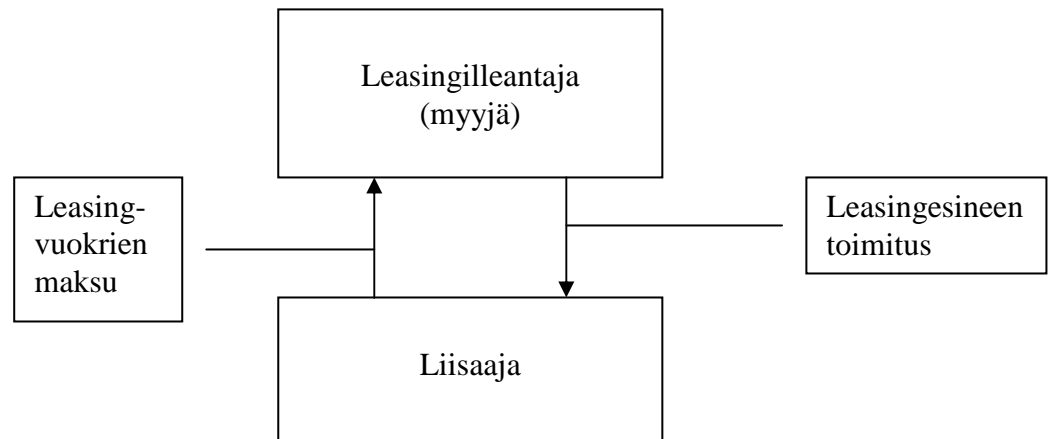 Leasingilleantaja
(myyjä)
Leasing-
vuokrien
maksu
Leasingesineen
toimitus
Liisaaja